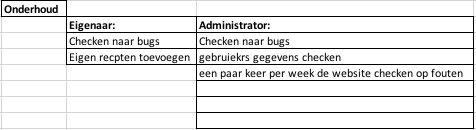 Onderhoud
Eigenaar: Administrator:
Checken naar bugs Checken naar bugs
Eigen recpten toevoegen gebruiekrs gegevens checken
een paar keer per week de website checken op fouten